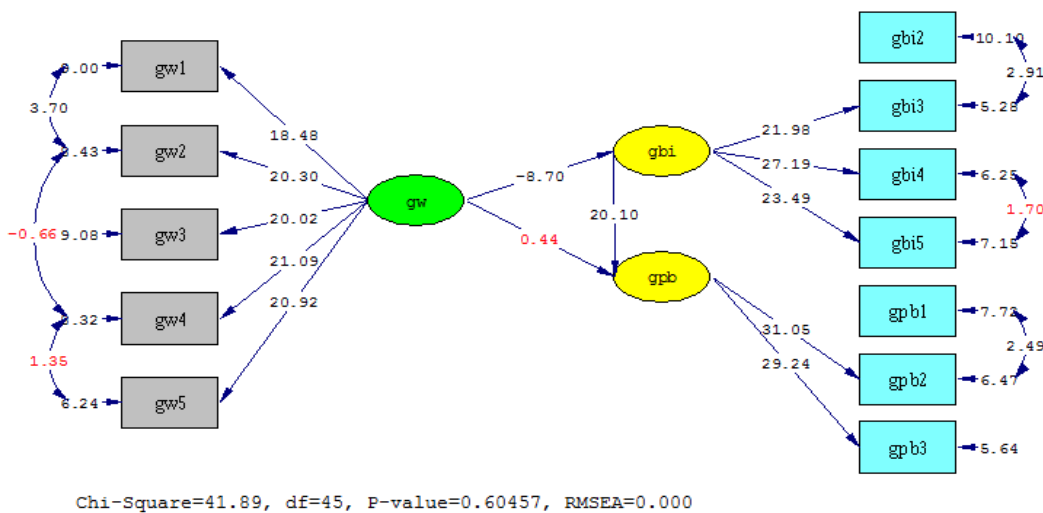 gbi2
10.10
gw1
2.91
gbi3
5.28
3.70
18.48
21.98
gw2
gbi
27.19
gbi4
6.25
20.30
-8.70
gw
23.49
1.70
20.02
20.10
-0.66
9.08
gw3
0.44
gbi5
7.15
21.09
gpb
20.92
gpb1
7.72
gw4
31.05
2.49
1.35
29.24
gpb2
6.47
6.24
gw5
gpb3
5.64
Chi-Square=41.89, df=45, P-value=0.60457, RMSEA=0.000